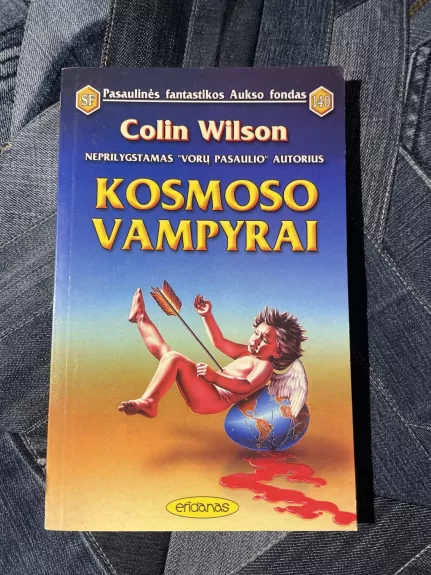 SF Pasaulinės fantastikos Aukso fondas 140
Colin Wilson
NEPRILYGSTAMAS "VORŲ PASAULIO" AUTORIUS
KOSMOSO
VAMPYRAI
eridanas